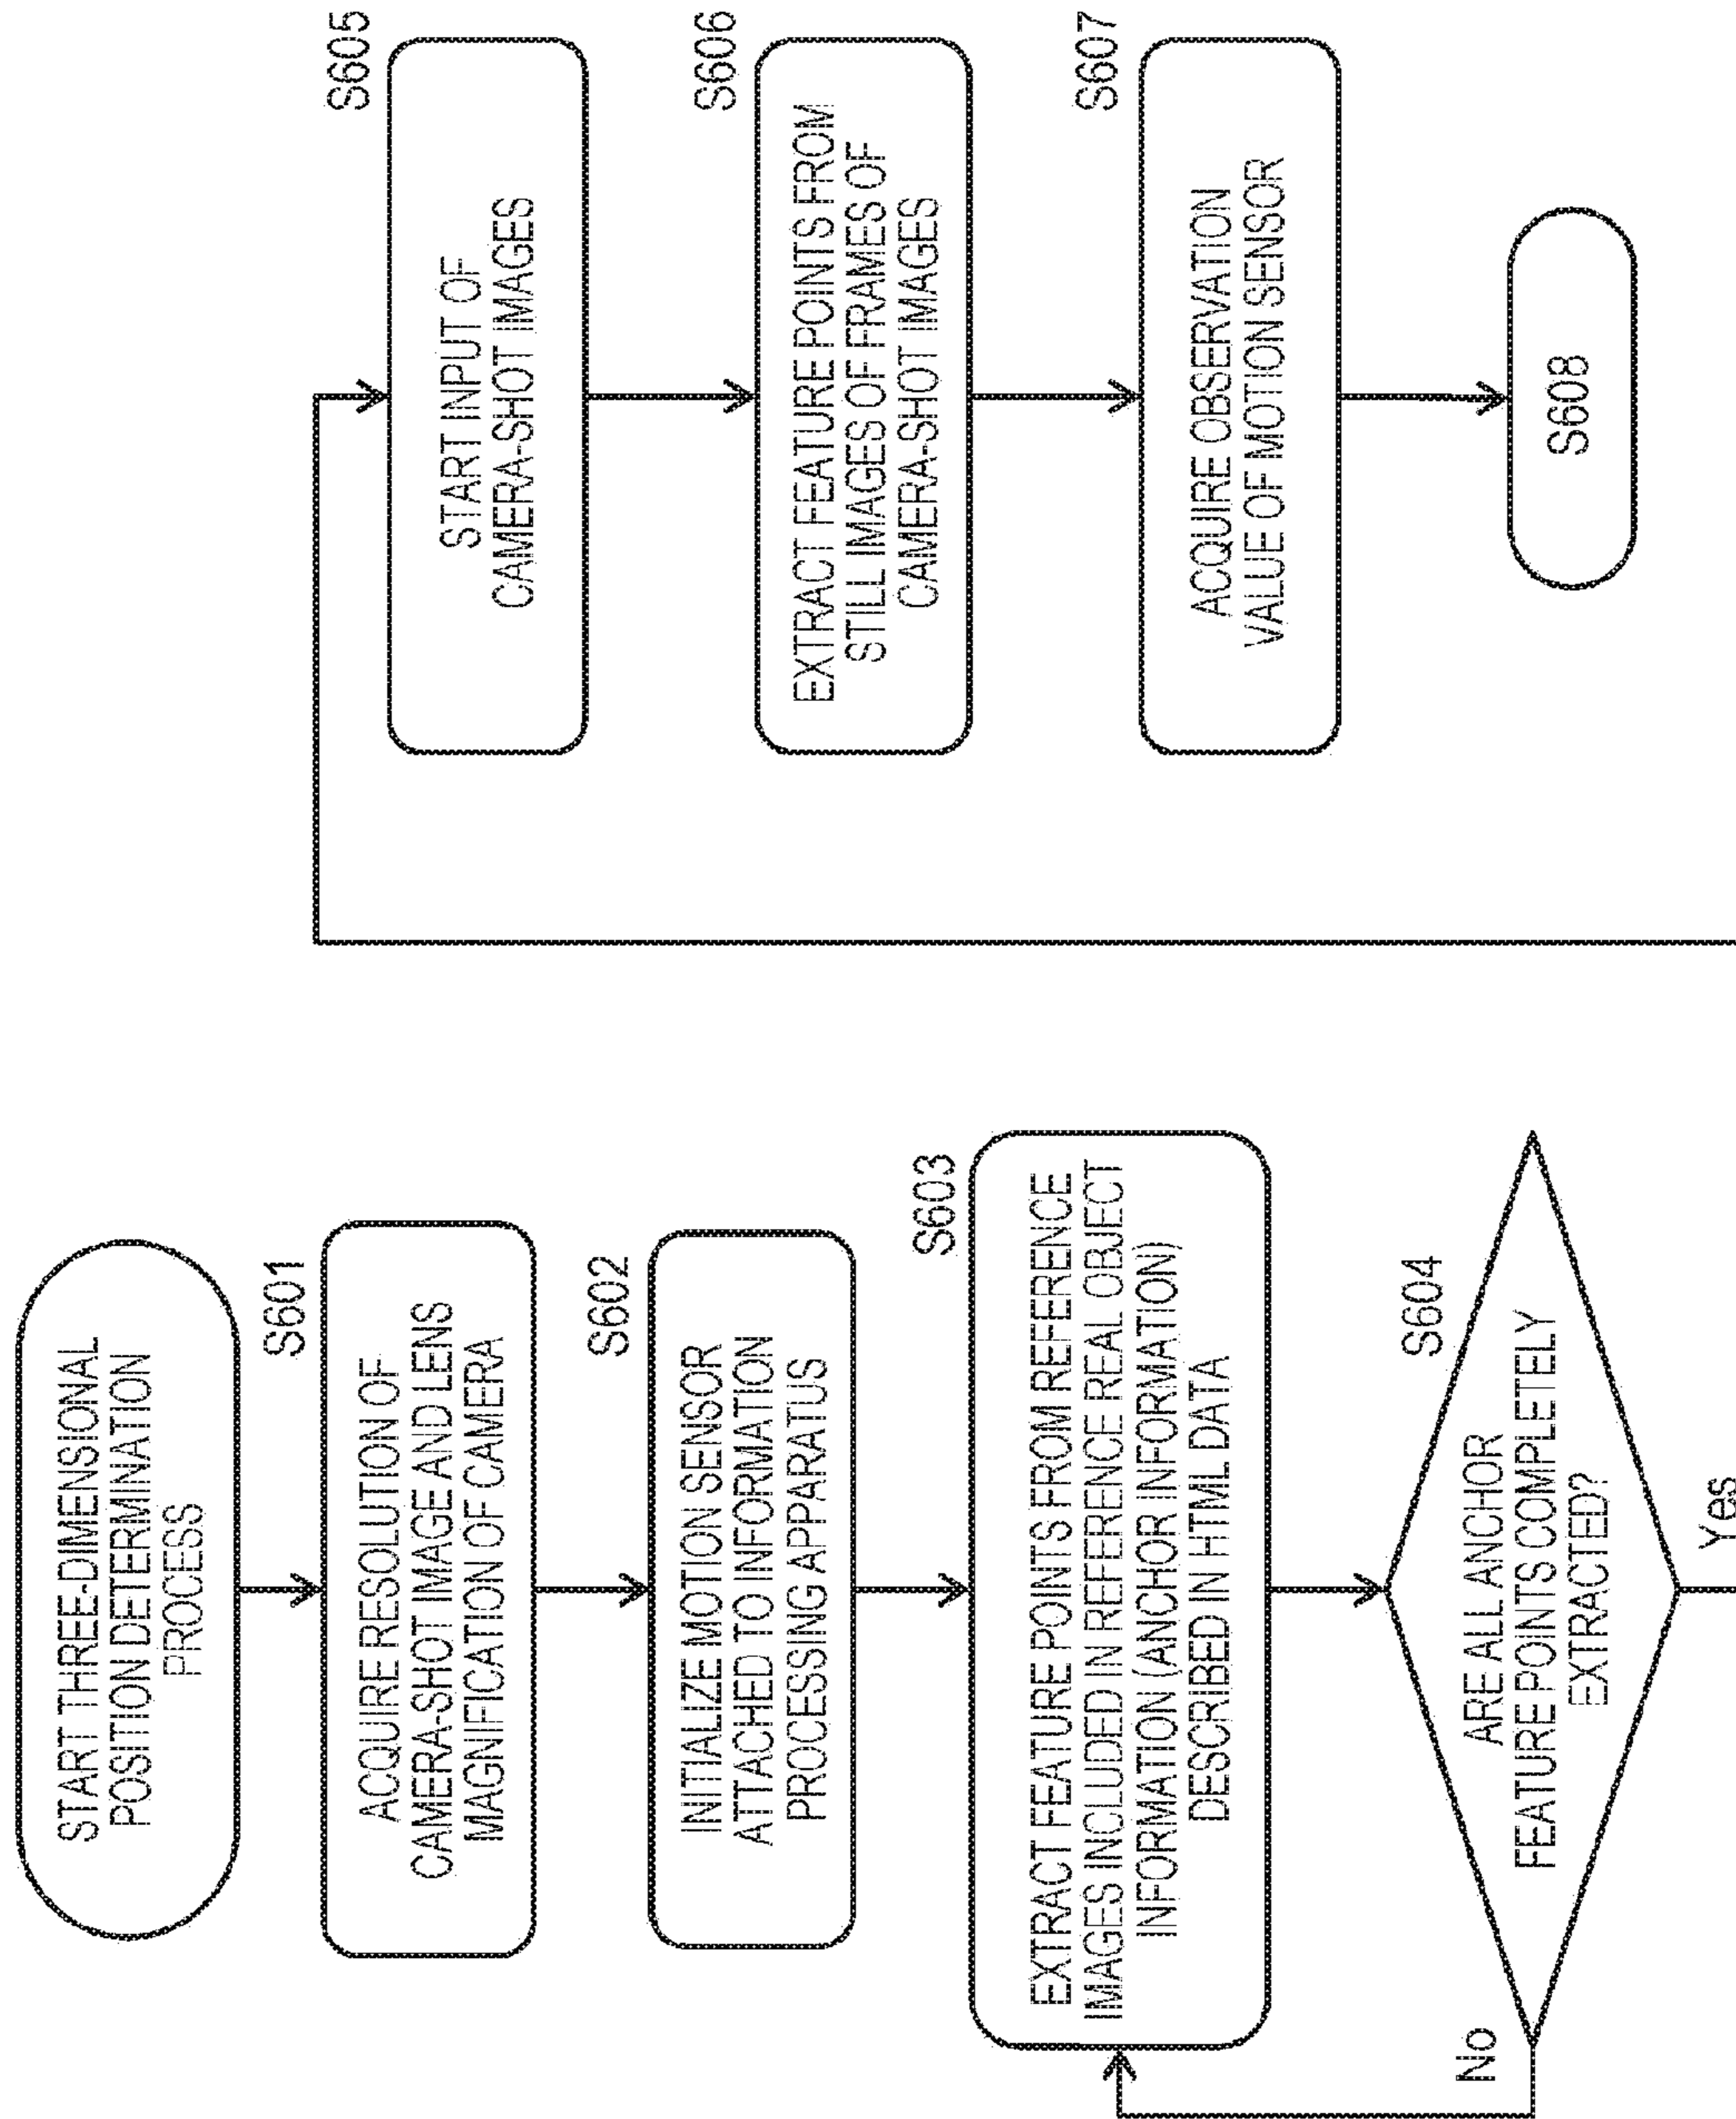 START THREE-DIMENSIONAL
POSITION DETERMINATION
PROCESS
S601
ACQUIRE RESOLUTION OF
CAMERA-SHOT IMAGE AND LENS
MAGNIFICATION OF CAMERA
S602
INITIALIZE MOTION SENSOR
ATTACHED TO INFORMATION
PROCESSING APPARATUS
S603
EXTRACT FEATURE POINTS FROM REFERENCE
IMAGES INCLUDED IN REFERENCE REAL OBJECT
INFORMATION (ANCHOR INFORMATION)
DESCRIBED IN HTML DATA
S604
ARE ALL ANCHOR
FEATURE POINTS COMPLETELY
EXTRACTED?
No
Yes
S605
START INPUT OF
CAMERA-SHOT IMAGES
S606
EXTRACT FEATURE POINTS FROM
STILL IMAGES OF FRAMES OF
CAMERA-SHOT IMAGES
S607
ACQUIRE OBSERVATION
VALUE OF MOTION SENSOR
S608